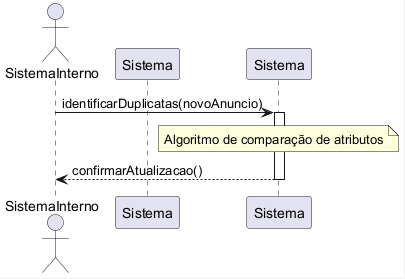 SistemaInterno
Sistema
Sistema
identificarDuplicatas(novoAnuncio)
Algoritmo de comparação de atributos
confirmarAtualizacao()
SistemaInterno
Sistema
Sistema